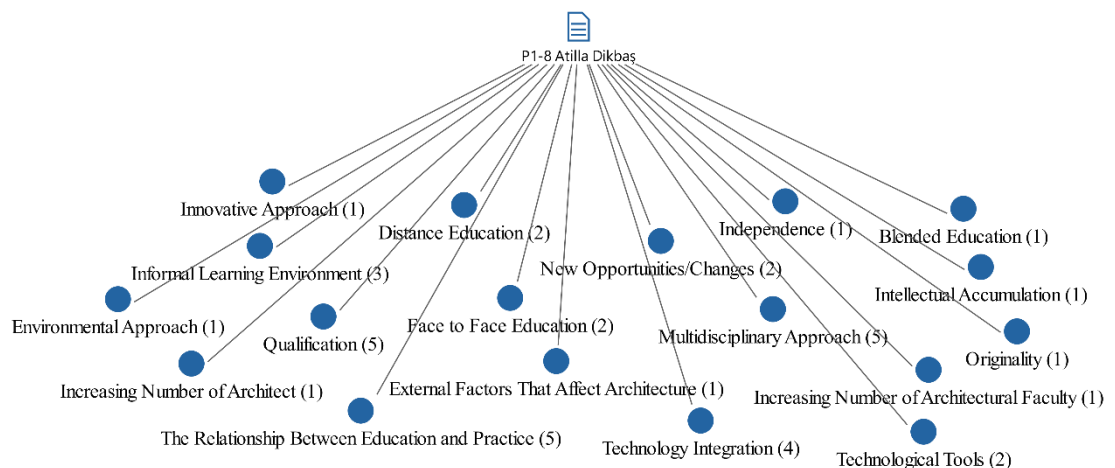 P1-8 Atilla Dikbaş
Innovative Approach (1)
Distance Education (2)
Independence (1)
Blended Education (1)
Informal Learning Environment (3)
New Opportunities/Changes (2)
Intellectual Accumulation (1)
Environmental Approach (1)
Qualification (5)
Face to Face Education (2)
Multidisciplinary Approach (5)
Originality (1)
Increasing Number of Architect (1)
External Factors That Affect Architecture (1)
Increasing Number of Architectural Faculty (1)
The Relationship Between Education and Practice (5)
Technology Integration (4)
Technological Tools (2)